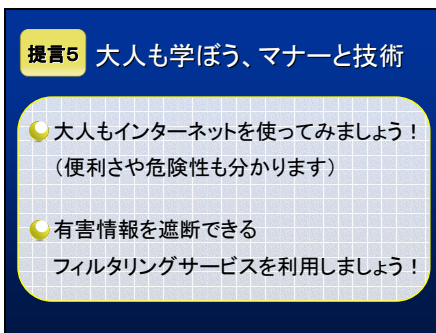 提言5 大人も学ぼう、マナーと技術
大人もインターネットを使ってみましょう！
（便利さや危険性も分かります）
有害情報を遮断できる
フィルタリングサービスを利用しましょう！